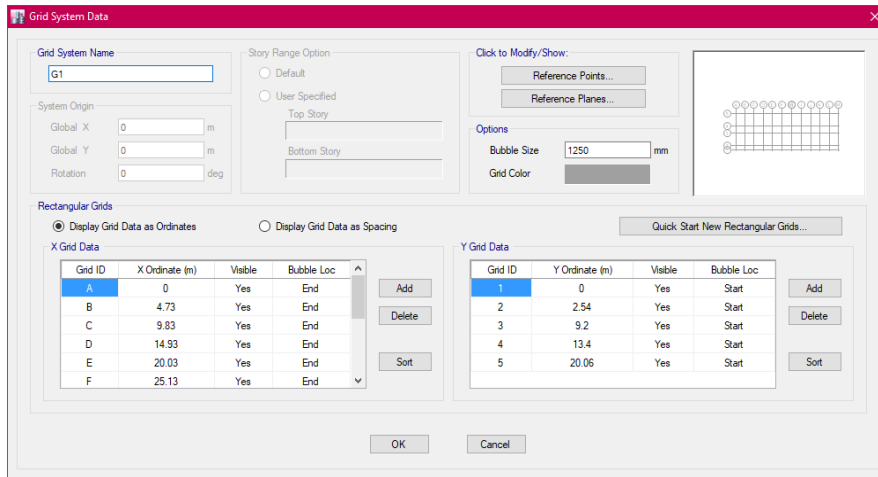 Grid System Data
Grid System Name
G1
System Origin
Global X 0 m
Global Y 0 m
Rotation 0 deg
Story Range Option
Default
User Specified
Top Story
Bottom Story
Click to Modify/Show:
Reference Points...
Reference Planes...
Options
Bubble Size 1250 mm
Grid Color
Rectangular Grids
Display Grid Data as Ordinates Display Grid Data as Spacing Quick Start New Rectangular Grids...
X Grid Data
Grid ID X Ordinate (m) Visible Bubble Loc
A 0 Yes End
B 4.73 Yes End
C 9.83 Yes End
D 14.93 Yes End
E 20.03 Yes End
F 25.13 Yes End
Add
Delete
Sort
Y Grid Data
Grid ID Y Ordinate (m) Visible Bubble Loc
1 0 Yes Start
2 2.54 Yes Start
3 9.2 Yes Start
4 13.4 Yes Start
5 20.06 Yes Start
Add
Delete
Sort
OK Cancel